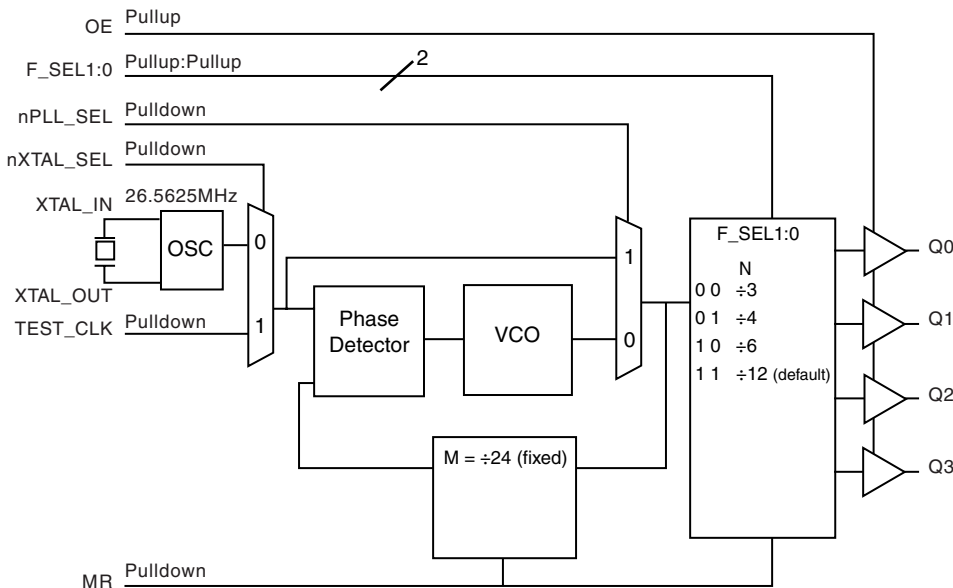 OE Pullup
F_SEL1:0 Pullup:Pullup 2
nPLL_SEL Pulldown
nXTAL_SEL Pulldown
XTAL_IN 26.5625MHz
OSC
XTAL_OUT
TEST_CLK Pulldown
0
1
Phase
Detector
VCO
1
0
M = ÷24 (fixed)
F_SEL1:0
N
0 0 ÷3
0 1 ÷4
1 0 ÷6
1 1 ÷12 (default)
Q0
Q1
Q2
Q3
MR Pulldown